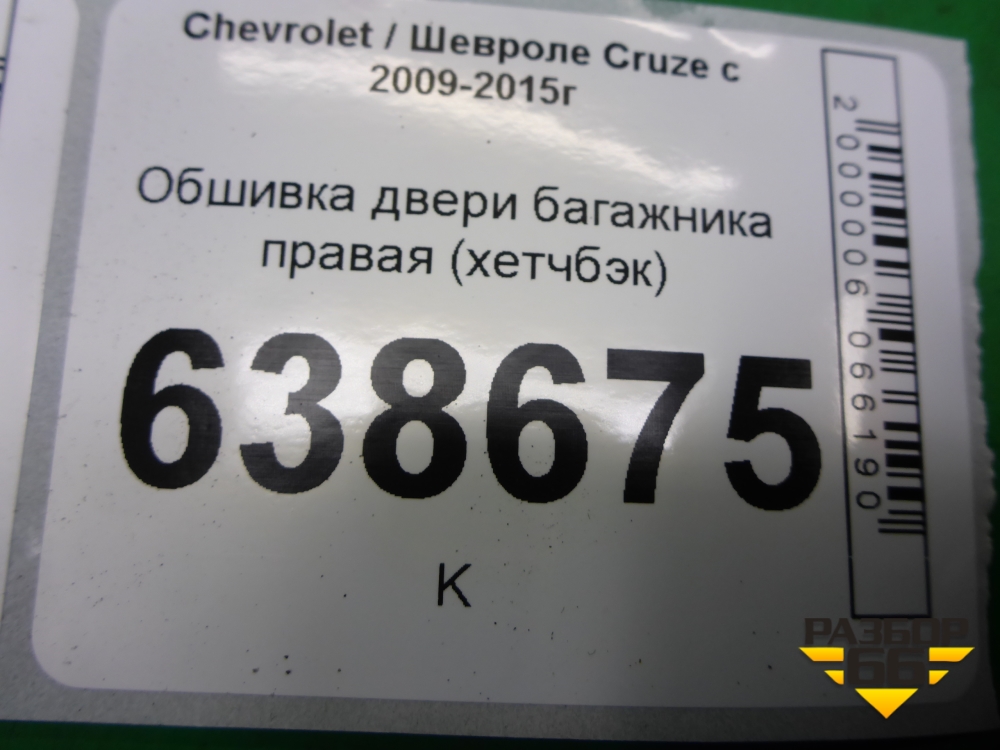 Chevrolet / Шевроле Cruze с
2009-2015г
Обшивка двери багажника
правая (хетчбэк)
638675
К
2000006066190
РАЗБОР
66